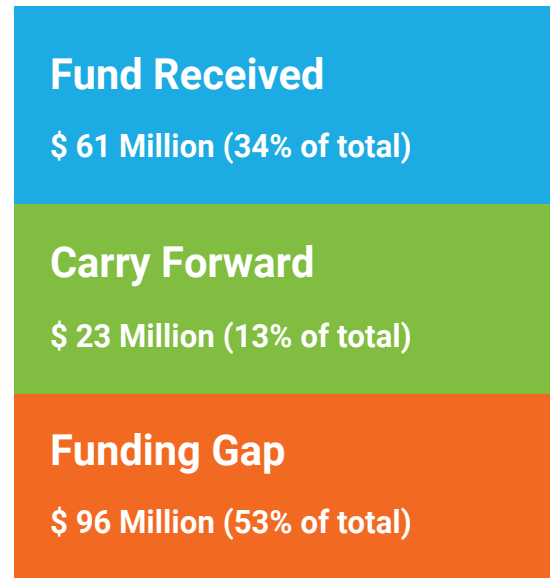 Fund Received
$ 61 Million (34% of total)
Carry Forward
$ 23 Million (13% of total)
Funding Gap
$ 96 Million (53% of total)